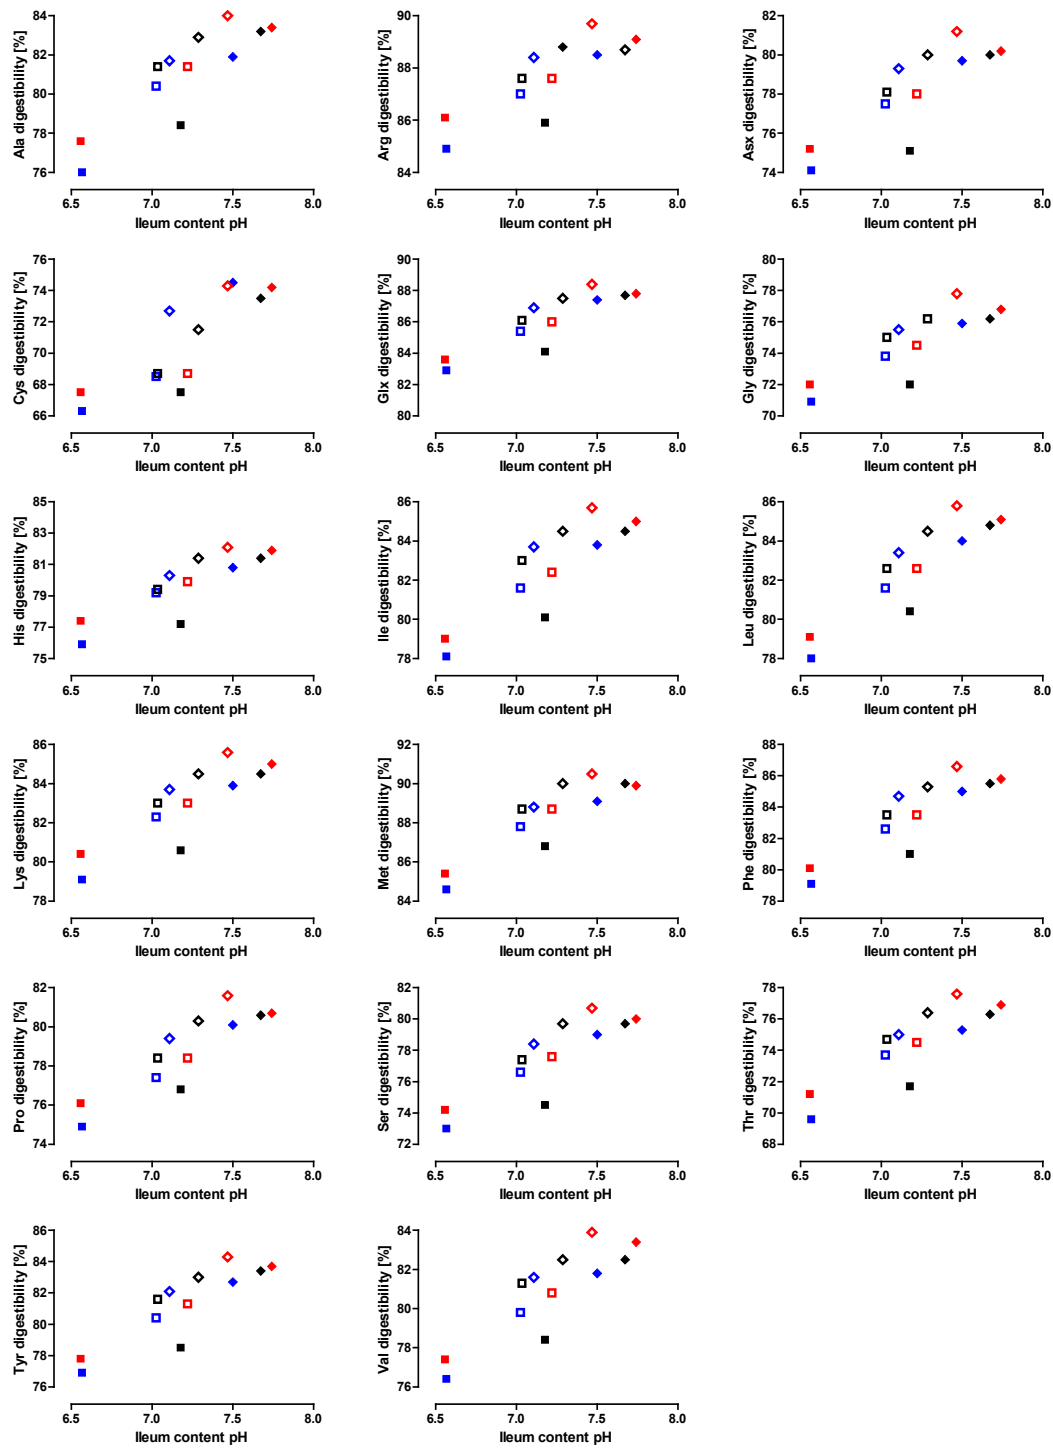 Ala digestibility [%]
84
82
80
78
76
6.5 7.0 7.5 8.0
Ileum content pH
Arg digestibility [%]
90
88
86
84
6.5 7.0 7.5 8.0
Ileum content pH
Asx digestibility [%]
82
80
78
76
74
6.5 7.0 7.5 8.0
Ileum content pH
Cys digestibility [%]
76
74
72
70
68
66
6.5 7.0 7.5 8.0
Ileum content pH
Glx digestibility [%]
90
88
86
84
82
80
6.5 7.0 7.5 8.0
Ileum content pH
Gly digestibility [%]
80
78
76
74
72
70
6.5 7.0 7.5 8.0
Ileum content pH
His digestibility [%]
85
83
81
79
77
75
6.5 7.0 7.5 8.0
Ileum content pH
Ile digestibility [%]
86
84
82
80
78
6.5 7.0 7.5 8.0
Ileum content pH
Leu digestibility [%]
86
84
82
80
78
6.5 7.0 7.5 8.0
Ileum content pH
Lys digestibility [%]
86
84
82
80
78
6.5 7.0 7.5 8.0
Ileum content pH
Met digestibility [%]
92
90
88
86
84
6.5 7.0 7.5 8.0
Ileum content pH
Phe digestibility [%]
88
86
84
82
80
78
6.5 7.0 7.5 8.0
Ileum content pH
Pro digestibility [%]
82
80
78
76
74
6.5 7.0 7.5 8.0
Ileum content pH
Ser digestibility [%]
82
80
78
76
74
72
6.5 7.0 7.5 8.0
Ileum content pH
Thr digestibility [%]
78
76
74
72
70
68
6.5 7.0 7.5 8.0
Ileum content pH
Tyr digestibility [%]
86
84
82
80
78
76
6.5 7.0 7.5 8.0
Ileum content pH
Val digestibility [%]
84
82
80
78
76
6.5 7.0 7.5 8.0
Ileum content pH